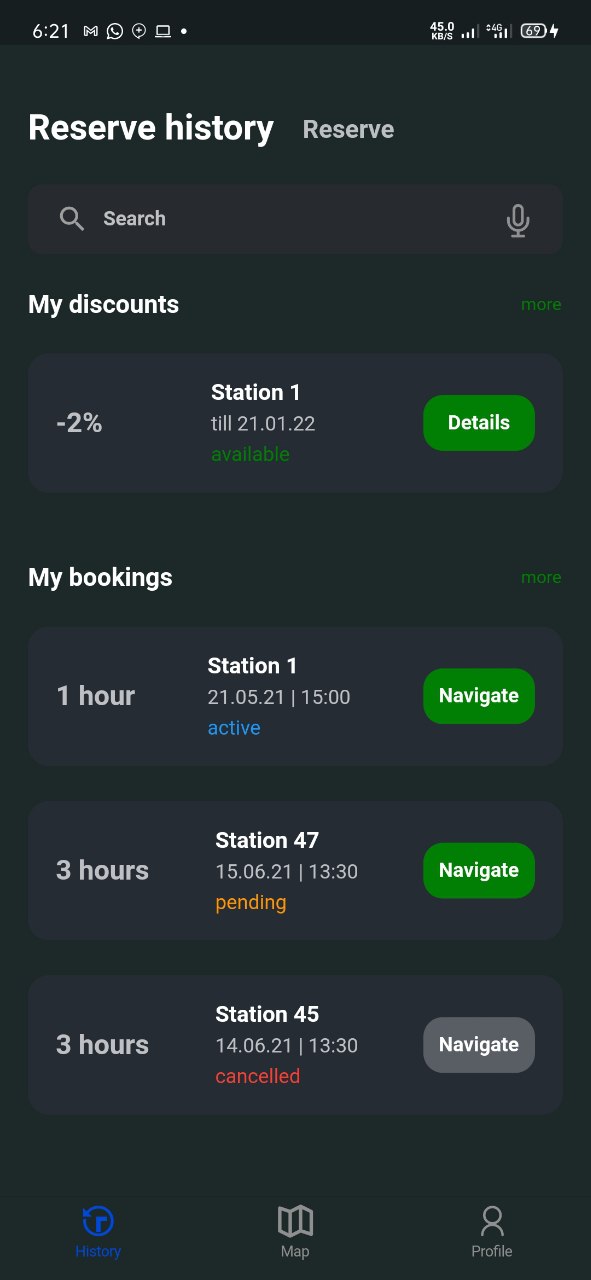 6:21
45.0 KB/S 4G 69
Reserve history Reserve
Search
My discounts more
-2%
Station 1
till 21.01.22
available
Details
My bookings more
1 hour
Station 1
21.05.21 | 15:00
active
Navigate
3 hours
Station 47
15.06.21 | 13:30
pending
Navigate
3 hours
Station 45
14.06.21 | 13:30
cancelled
Navigate
History Map Profile